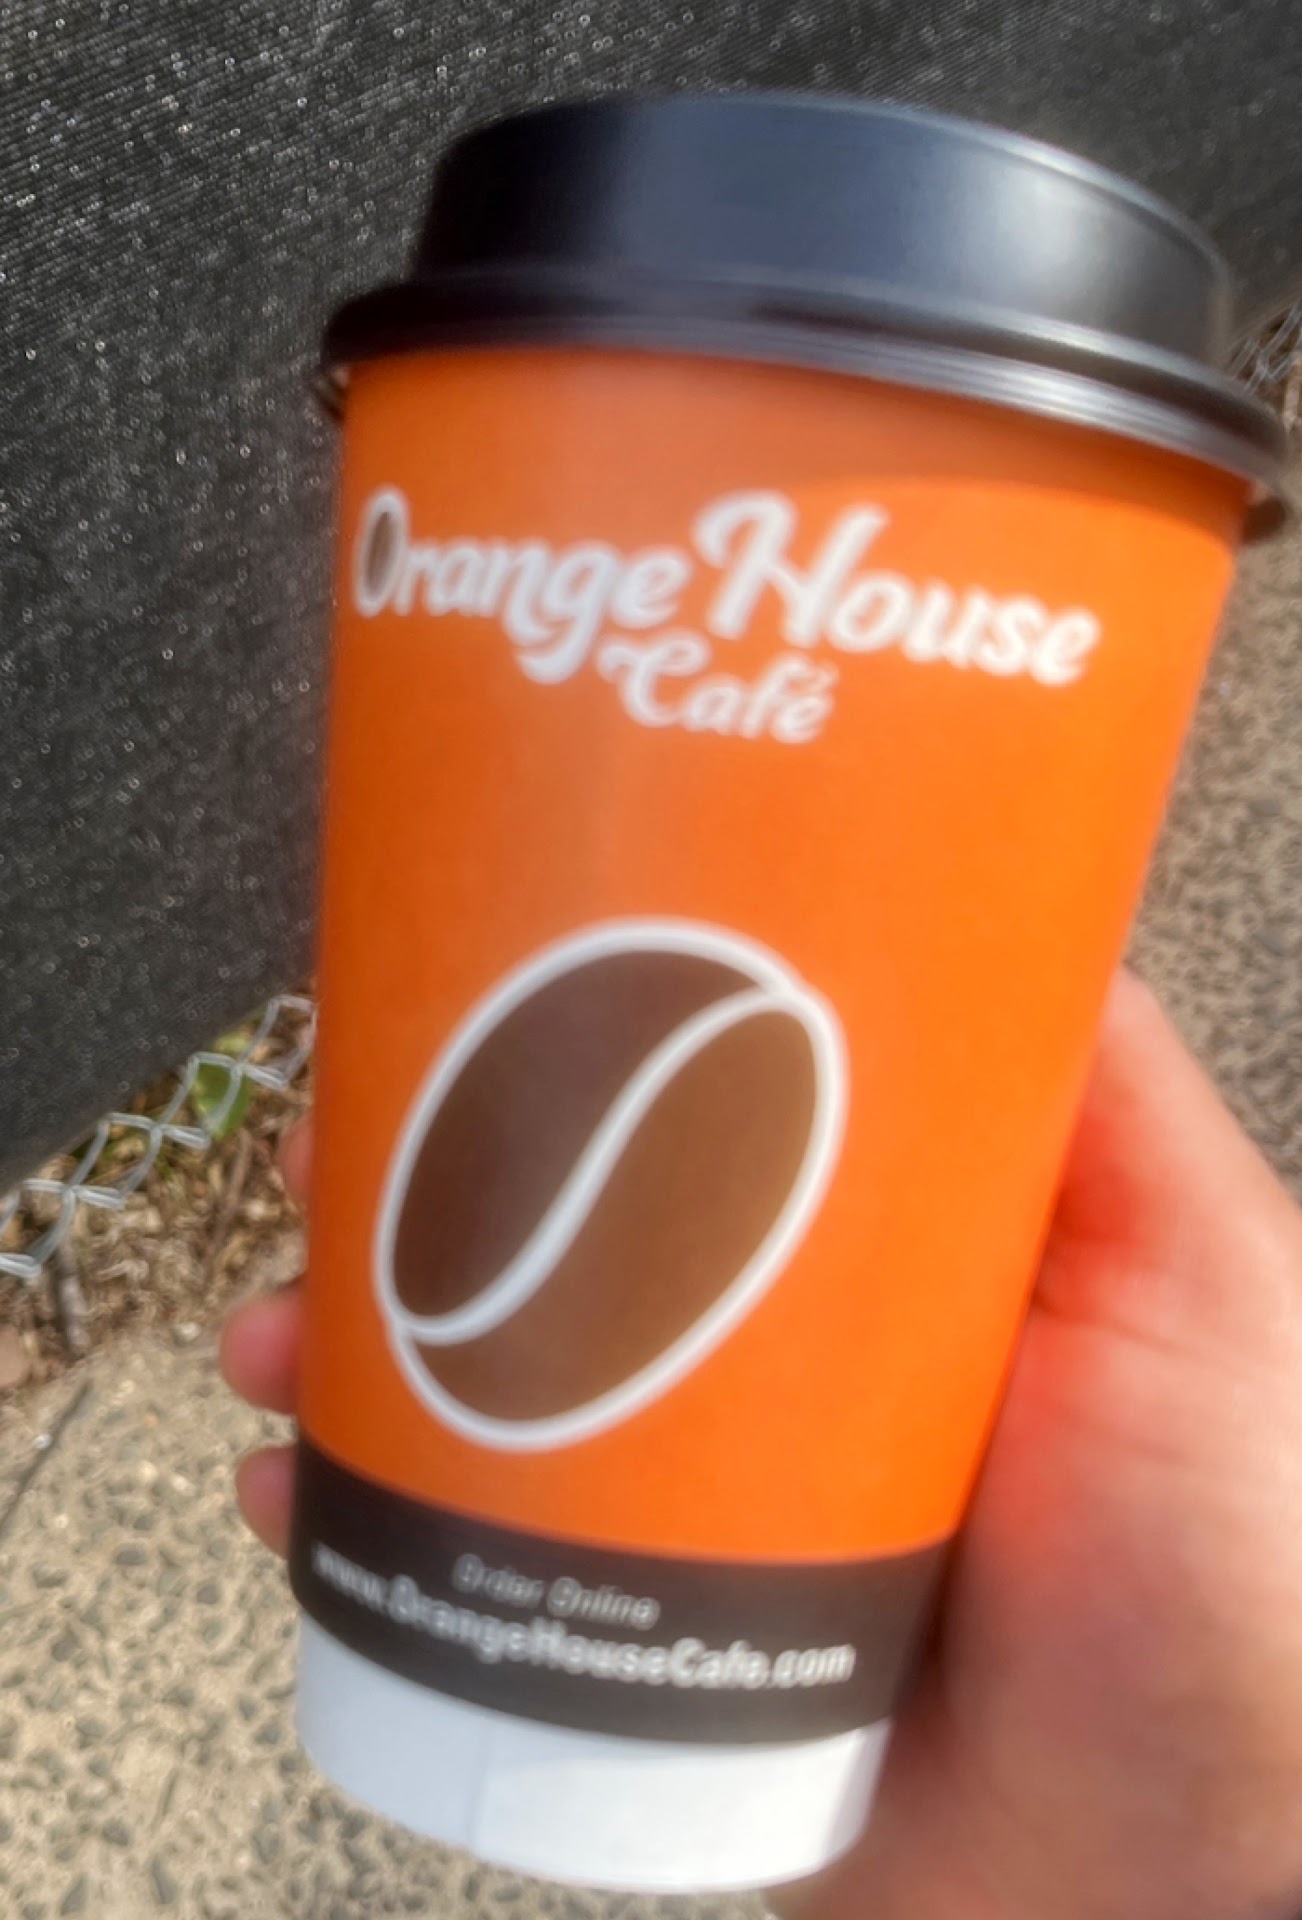 Orange House
Café
Order Online
www.OrangeHouseCafe.com